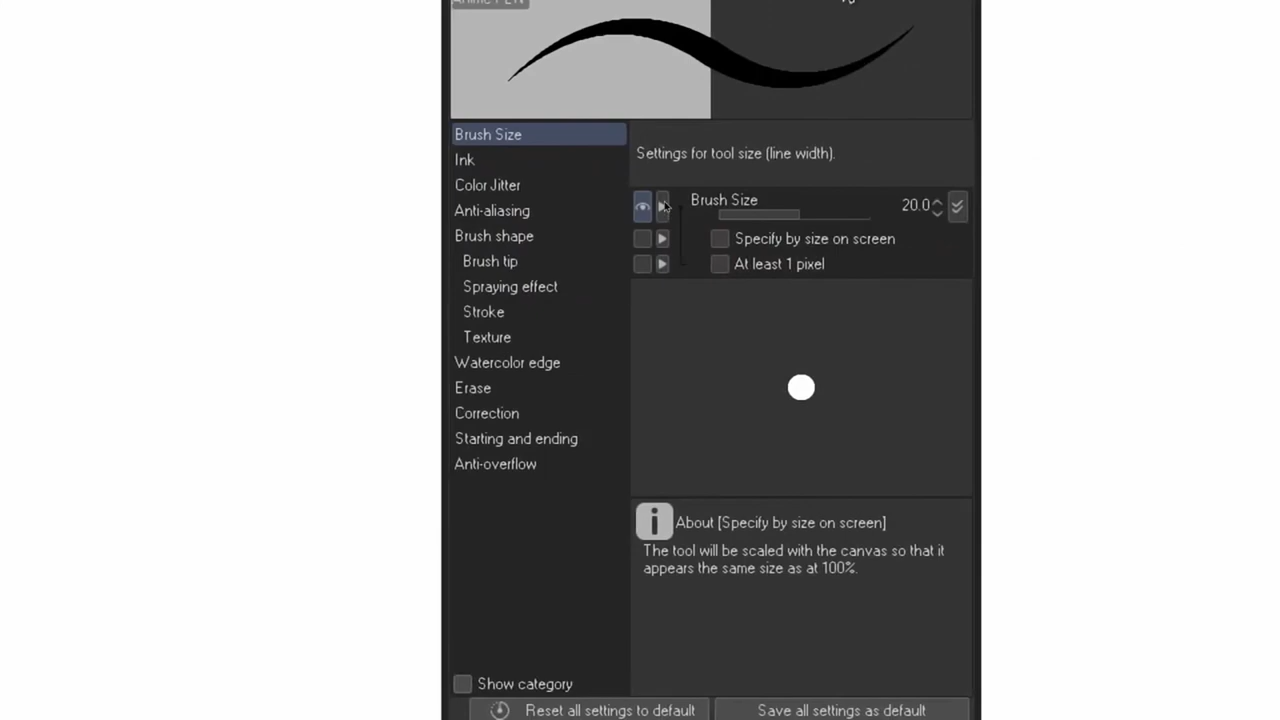 Anime PEN
Brush Size
Ink
Color Jitter
Anti-aliasing
Brush shape
Brush tip
Spraying effect
Stroke
Texture
Watercolor edge
Erase
Correction
Starting and ending
Anti-overflow
Show category
Settings for tool size (line width).
Brush Size 20.0
Specify by size on screen
At least 1 pixel
About [Specify by size on screen]
The tool will be scaled with the canvas so that it
appears the same size as at 100%.
Reset all settings to default
Save all settings as default